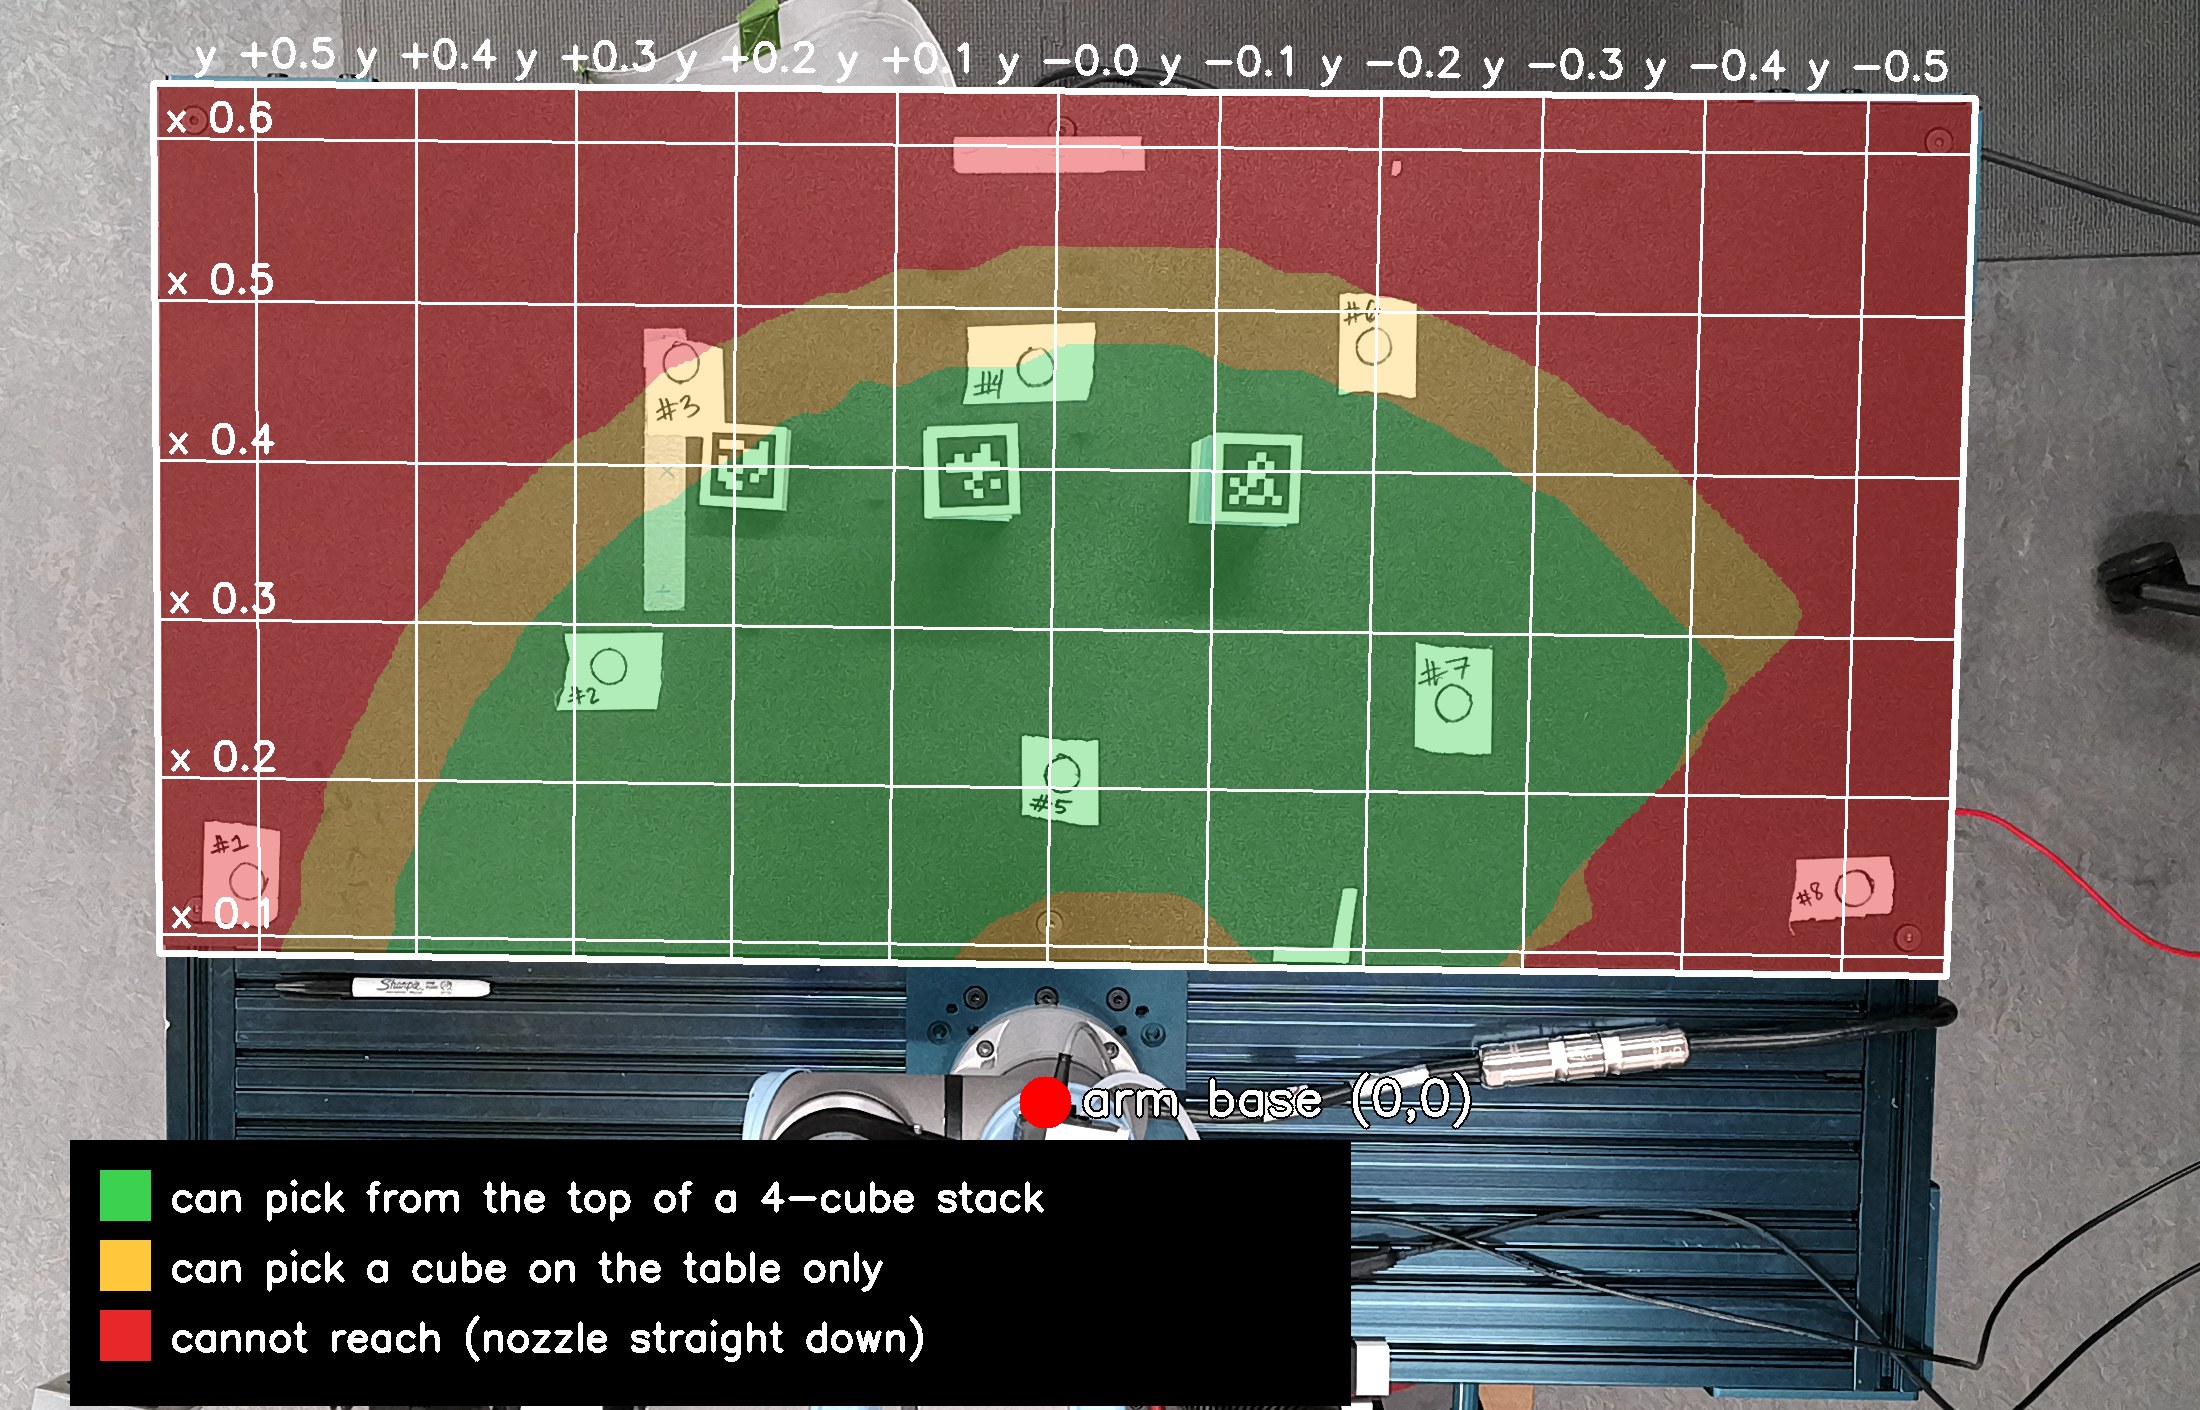 y +0.5 y +0.4 y +0.3 y +0.2 y +0.1 y -0.0 y -0.1 y -0.2 y -0.3 y -0.4 y -0.5
x 0.6
x 0.5
#6
#4
#3
x 0.4
x 0.3
#2
#7
x 0.2
#5
#1
#8
x 0.1
Sharpie
arm base (0,0)
can pick from the top of a 4-cube stack
can pick a cube on the table only
cannot reach (nozzle straight down)